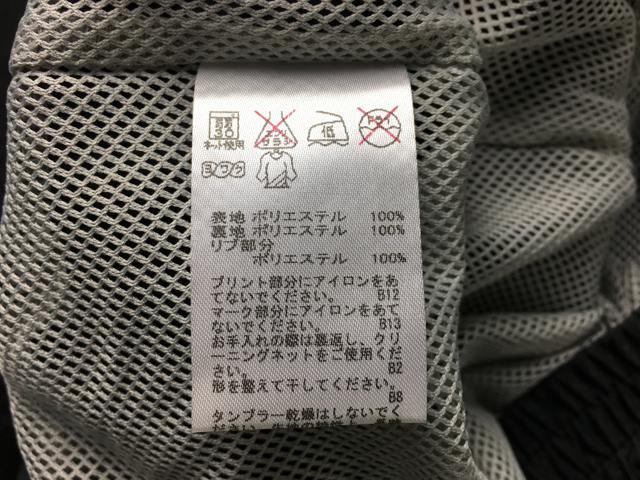 30
ネット使用
エンソ
サラシ
低
ドライ
ヨワク
表地 ポリエステル 100%
裏地 ポリエステル 100%
リブ部分
ポリエステル 100%
プリント部分にアイロンをあ
てないでください。 B12
マーク部分にアイロンをあて
ないでください。 B13
お手入れの際は裏返し、クリ
ーニングネットをご使用くだ
さい。 B2
形を整えて干してください。
B8
タンブラー乾燥はしないでく
ださい。